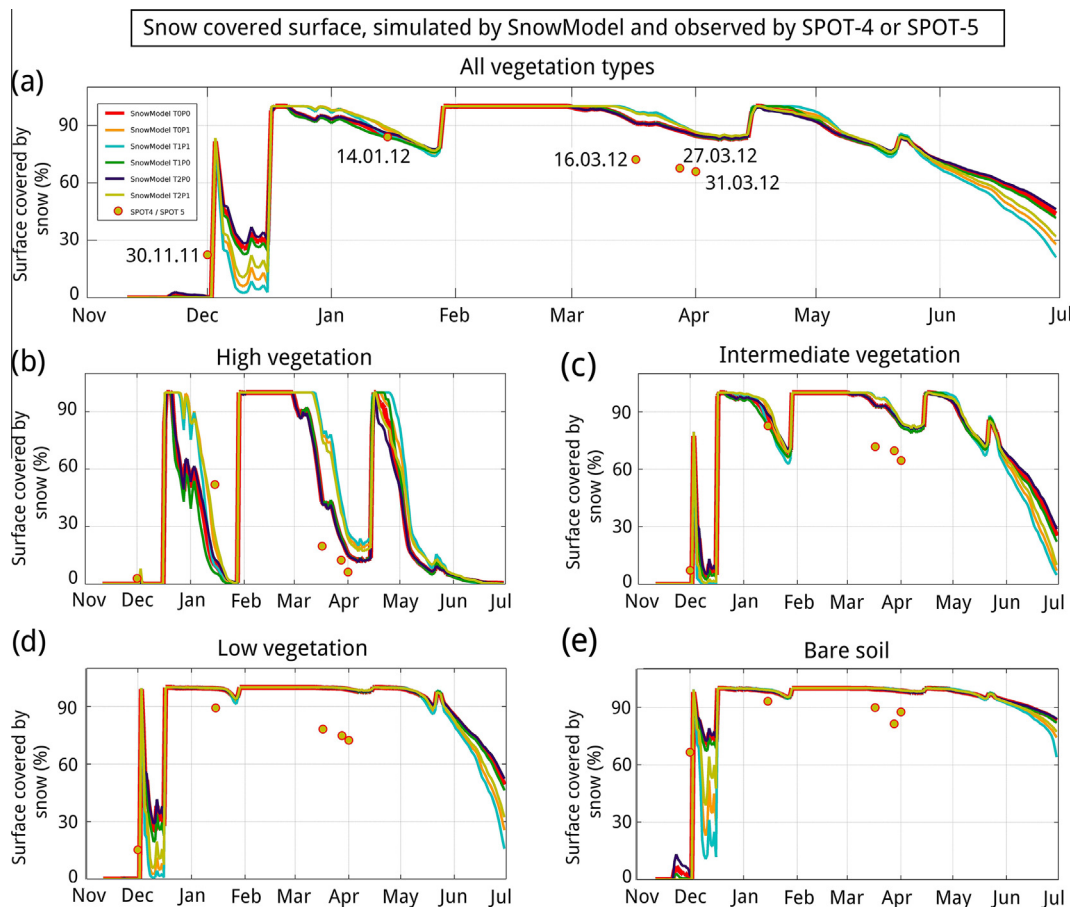 Snow covered surface, simulated by SnowModel and observed by SPOT-4 or SPOT-5
(a)
All vegetation types
Surface covered by
snow (%)
90
60
30
0
SnowModel T0P0
SnowModel T0P1
SnowModel T1P1
SnowModel T1P0
SnowModel T2P0
SnowModel T2P1
SPOT4 / SPOT 5
30.11.11
14.01.12
16.03.12
27.03.12
31.03.12
Nov Dec Jan Feb Mar Apr May Jun Jul
(b)
High vegetation
Surface covered by
snow (%)
90
60
30
0
Nov Dec Jan Feb Mar Apr May Jun Jul
(c)
Intermediate vegetation
Surface covered by
snow (%)
90
60
30
0
Nov Dec Jan Feb Mar Apr May Jun Jul
(d)
Low vegetation
Surface covered by
snow (%)
90
60
30
0
Nov Dec Jan Feb Mar Apr May Jun Jul
(e)
Bare soil
Surface covered by
snow (%)
90
60
30
0
Nov Dec Jan Feb Mar Apr May Jun Jul